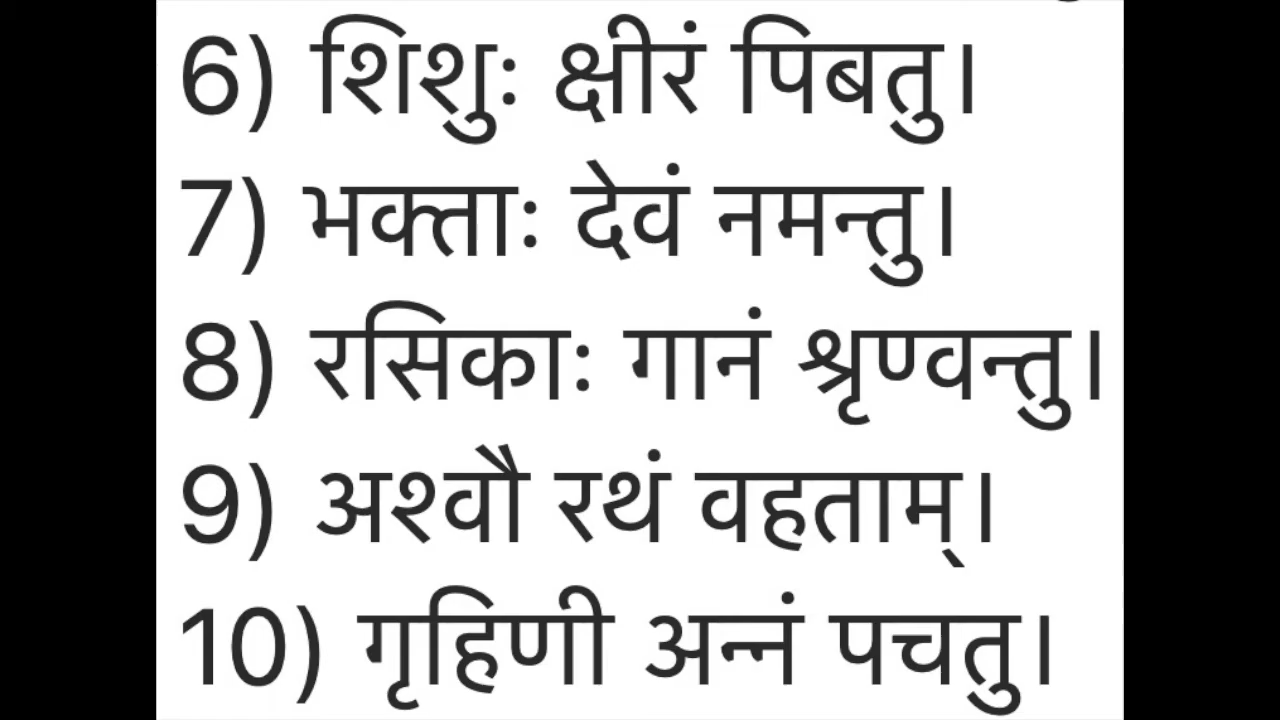 6) शिशुः क्षीरं पिबतु।
7) भक्ताः देवं नमन्तु।
8) रसिकाः गानं श्रृण्वन्तु।
9) अश्वौ रथं वहताम्।
10) गृहिणी अन्नं पचतु।